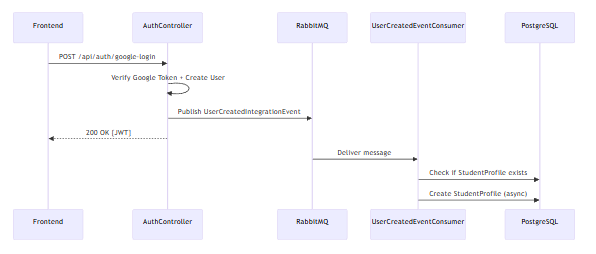 Frontend
AuthController
RabbitMQ
UserCreatedEventConsumer
PostgreSQL
POST /api/auth/google-login
Verify Google Token + Create User
Publish UserCreatedIntegrationEvent
200 OK [JWT]
Deliver message
Check if StudentProfile exists
Create StudentProfile (async)
Frontend
AuthController
RabbitMQ
UserCreatedEventConsumer
PostgreSQL